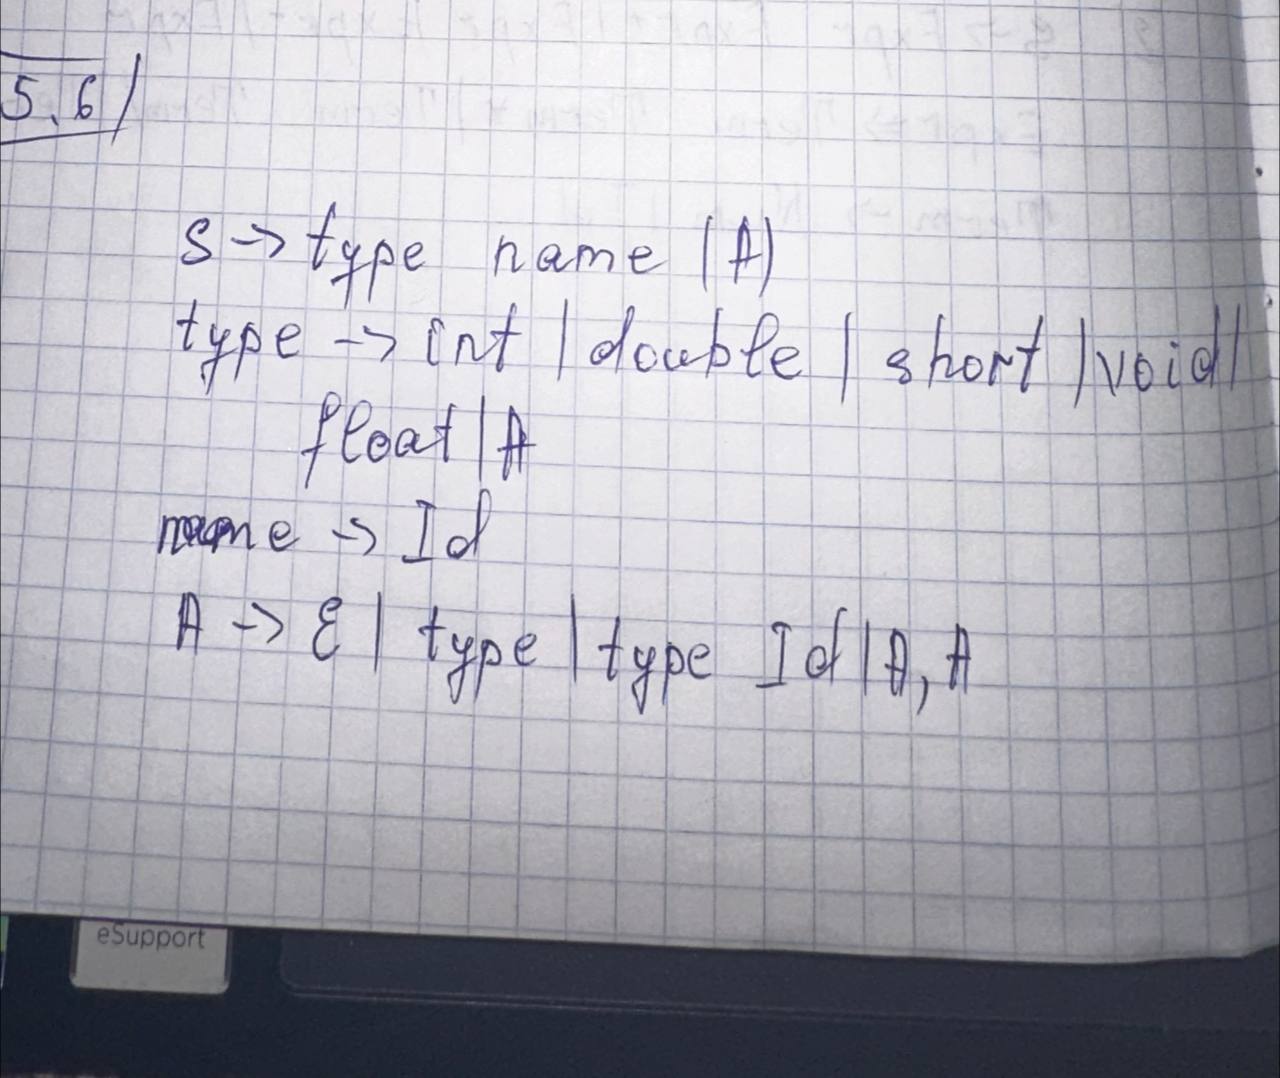 5.6
S -> type name (A)
type -> int | double | short | void |
float | A
name -> Id
A -> ε | type | type Id | A, A
eSupport